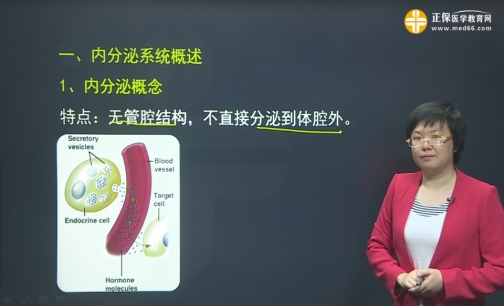 正保医学教育网
www.med66.com
一、内分泌系统概述
1、内分泌概念
特点：无管腔结构，不直接分泌到体腔外。
Secretory
vesicles
Blood
vessel
Target
cell
Endocrine cell
Hormone
molecules